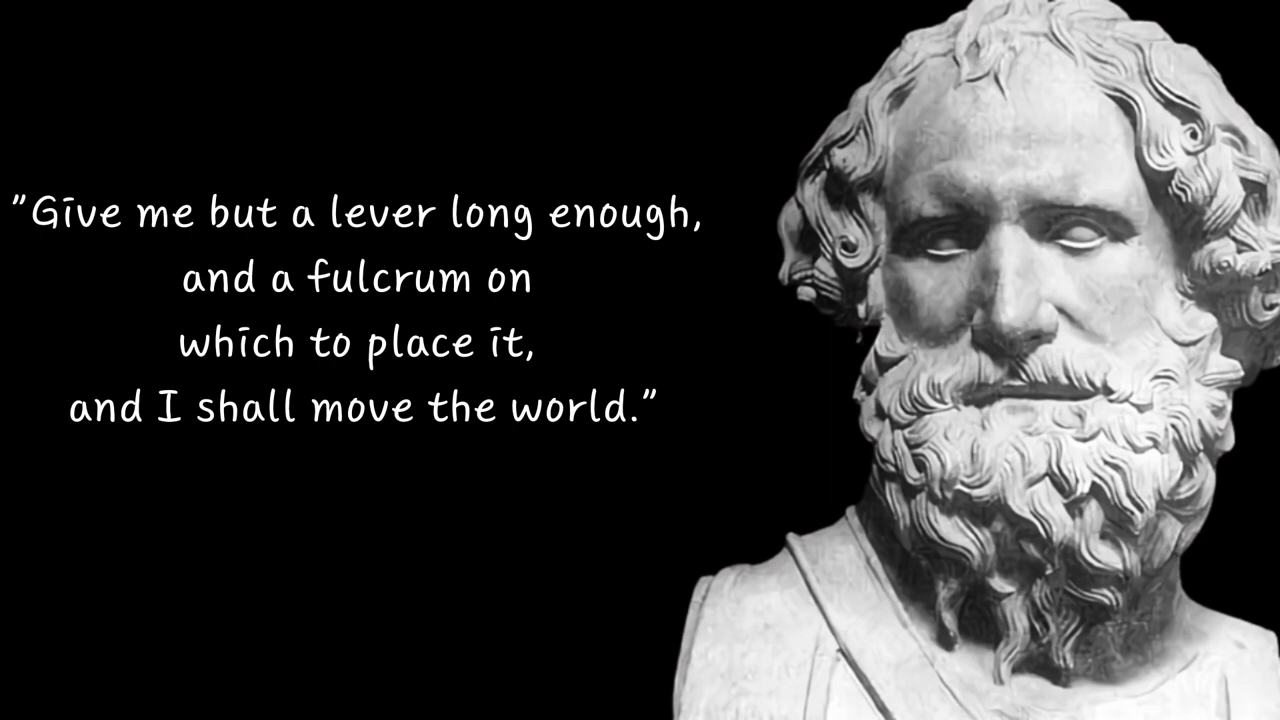 "Give me but a lever long enough,
and a fulcrum on
which to place it,
and I shall move the world."